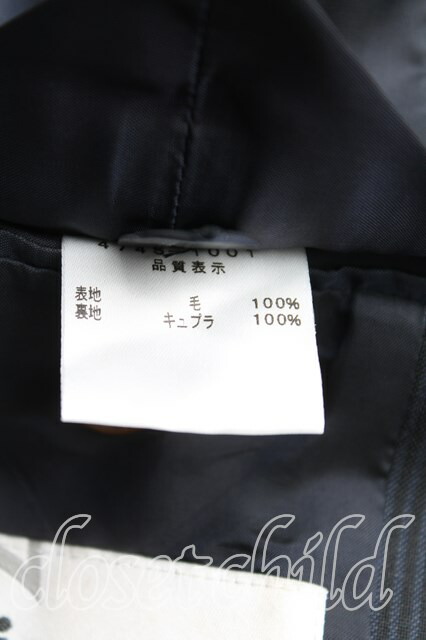 品質表示
表地 毛 100%
裏地 キュプラ 100%
closetchild